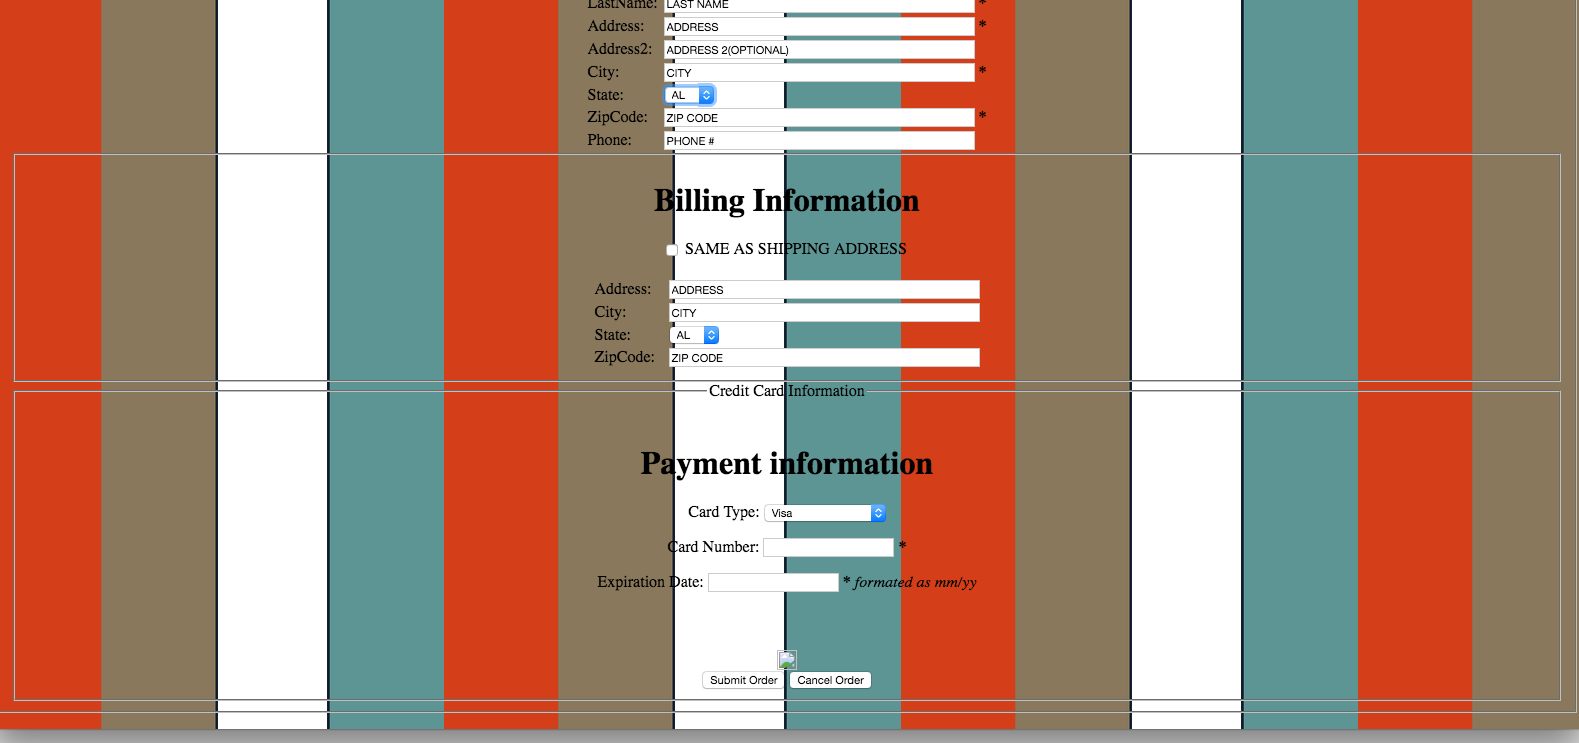 LastName: LAST NAME *
Address: ADDRESS *
Address2: ADDRESS 2(OPTIONAL)
City: CITY *
State: AL
ZipCode: ZIP CODE *
Phone: PHONE #
Billing Information
SAME AS SHIPPING ADDRESS
Address: ADDRESS
City: CITY
State: AL
ZipCode: ZIP CODE
Credit Card Information
Payment information
Card Type: Visa
Card Number: *
Expiration Date: * formated as mm/yy
Submit Order Cancel Order